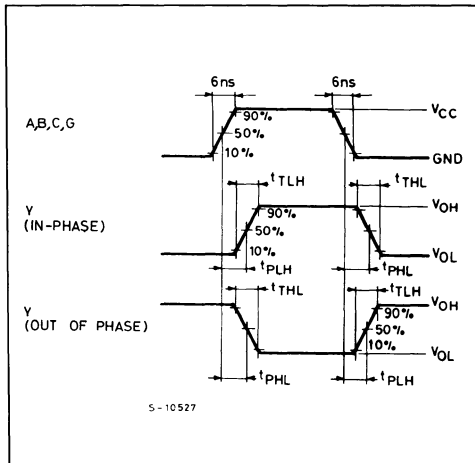 6ns 6ns
A,B,C,G
90%
50%
10%
VCC
GND
tTLH tTHL
Y
(IN-PHASE)
90%
50%
10%
VOH
VOL
tPLH tPHL
tTHL tTLH
Y
(OUT OF PHASE)
VOH
90%
50%
10%
VOL
tPHL tPLH
S-10527